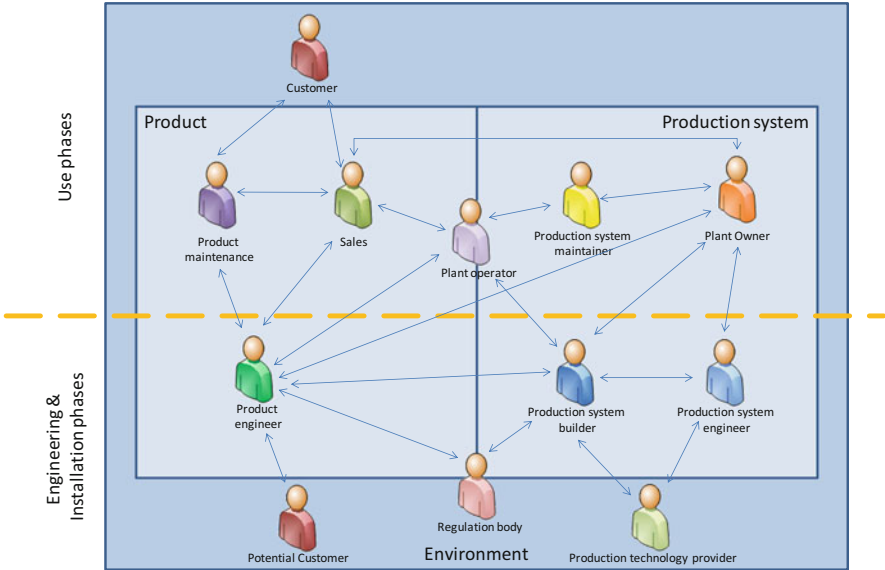 Customer
Product
Production system
Use phases
Product
maintenance
Sales
Plant operator
Production system
maintainer
Plant Owner
Engineering &
Installation phases
Product
engineer
Production system
builder
Production system
engineer
Regulation body
Potential Customer
Environment
Production technology provider